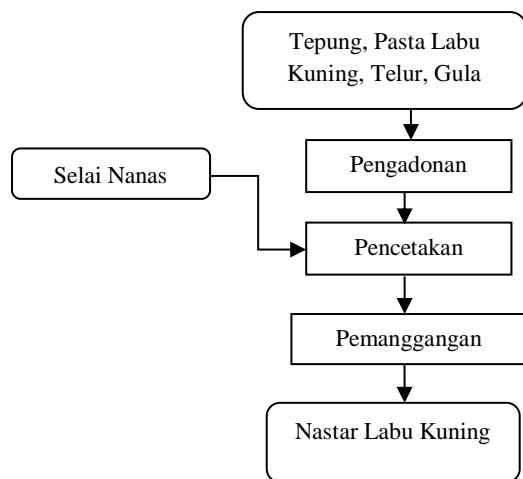 Tepung, Pasta Labu
Kuning, Telur, Gula
Pengadonan
Selai Nanas
Pencetakan
Pemanggangan
Nastar Labu Kuning